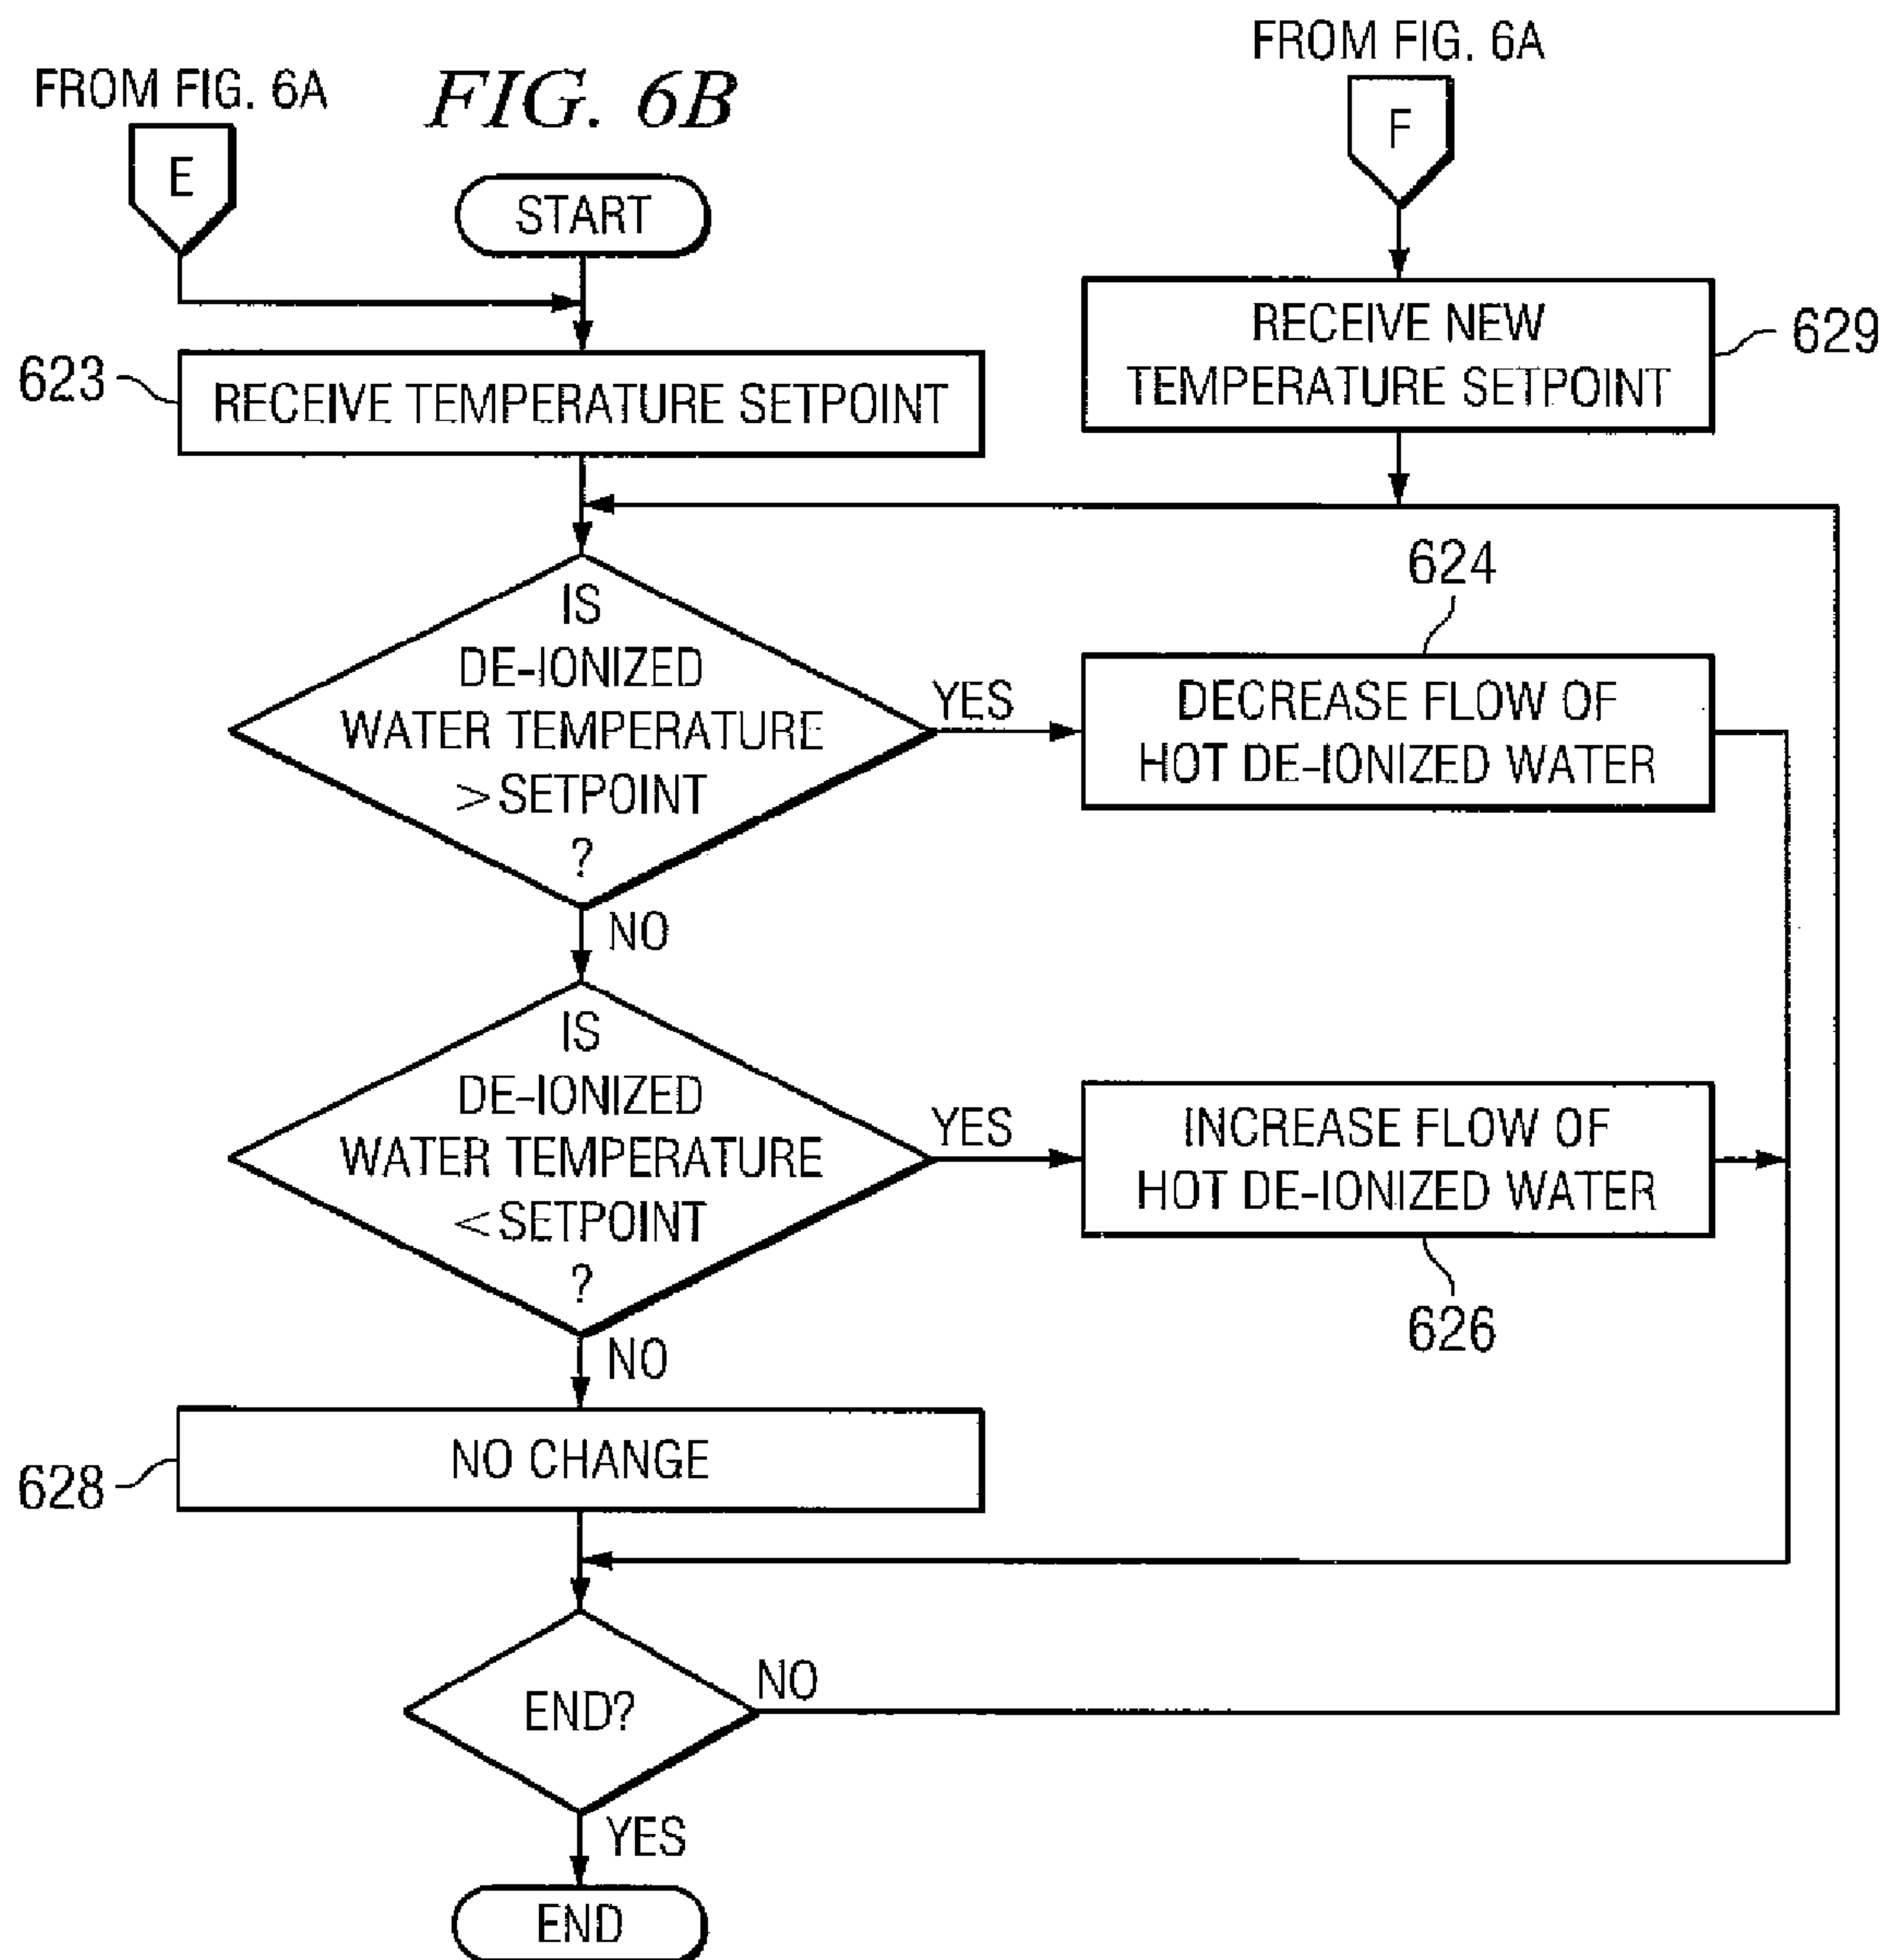 FROM FIG. 6A
FIG. 6B
FROM FIG. 6A
E
START
F
623
RECEIVE TEMPERATURE SETPOINT
RECEIVE NEW
TEMPERATURE SETPOINT
629
IS
DE-IONIZED
WATER TEMPERATURE
>SETPOINT
?
YES
624
DECREASE FLOW OF
HOT DE-IONIZED WATER
NO
IS
DE-IONIZED
WATER TEMPERATURE
<SETPOINT
?
YES
INCREASE FLOW OF
HOT DE-IONIZED WATER
626
NO
628
NO CHANGE
END?
NO
YES
END